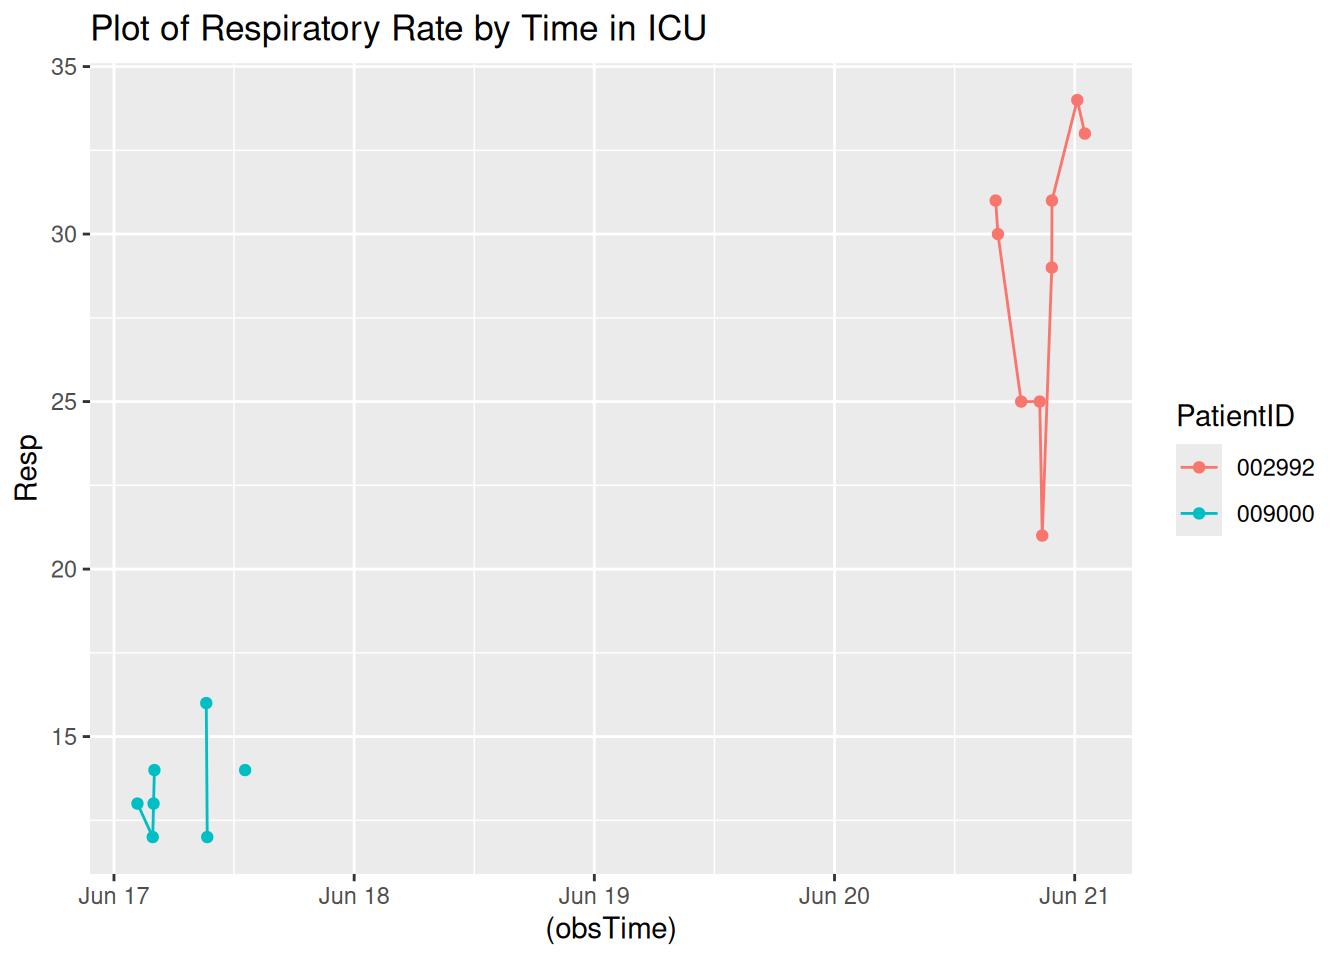 Plot of Respiratory Rate by Time in ICU
35
30
25
20
15
Resp
Jun 17 Jun 18 Jun 19 Jun 20 Jun 21
(obsTime)
PatientID
002992
009000